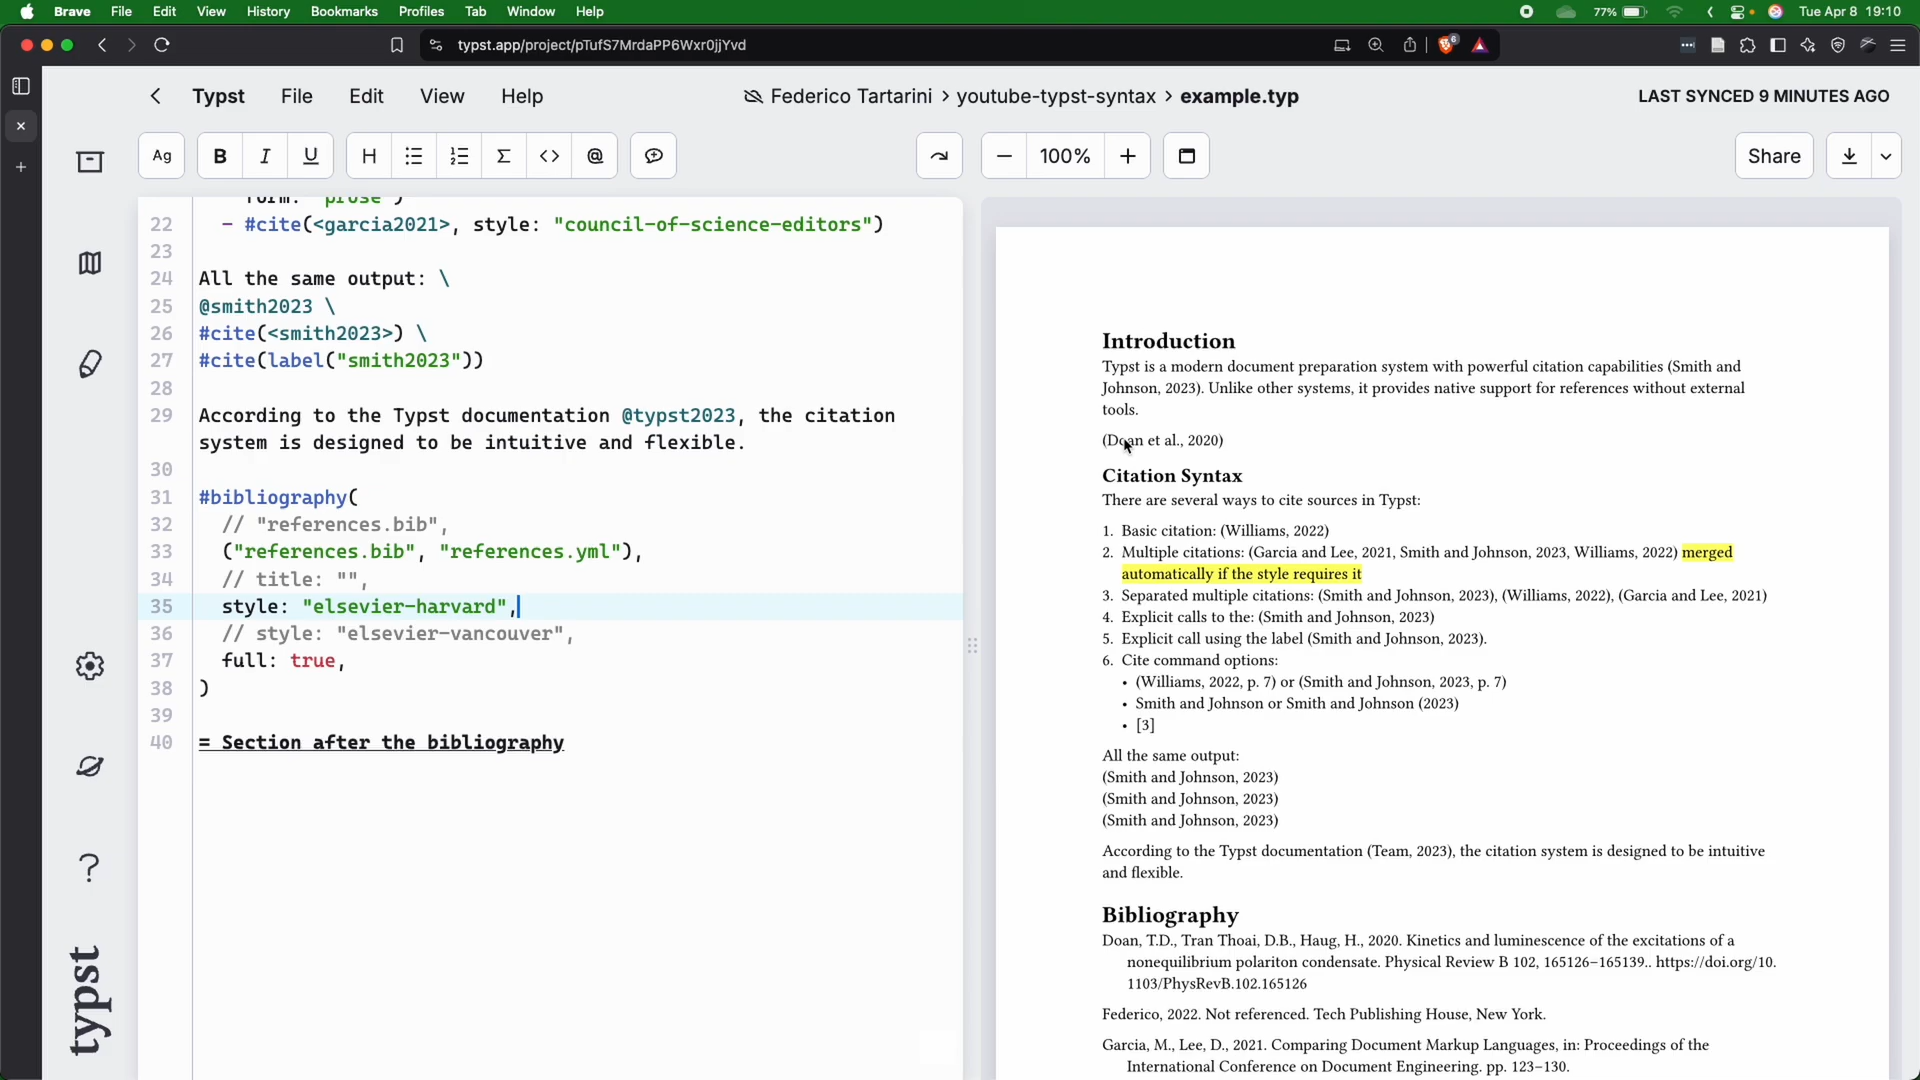 Brave File Edit View History Bookmarks Profiles Tab Window Help
77% Tue Apr 8 19:10
typst.app/project/pTufS7MrdaPP6Wxr0jjYvd
6
Typst File Edit View Help
Federico Tartarini > youtube-typst-syntax > example.typ
LAST SYNCED 9 MINUTES AGO
Ag B I U H Σ <> @ 100% Share
form: "prose")
22 - #cite(<garcia2021>, style: "council-of-science-editors")
23
24 All the same output: \
25 @smith2023 \
26 #cite(<smith2023>) \
27 #cite(label("smith2023"))
28
29 According to the Typst documentation @typst2023, the citation
system is designed to be intuitive and flexible.
30
31 #bibliography(
32 // "references.bib",
33 ("references.bib", "references.yml"),
34 // title: "",
35 style: "elsevier-harvard",
36 // style: "elsevier-vancouver",
37 full: true,
38 )
39
40 = Section after the bibliography
typst
Introduction
Typst is a modern document preparation system with powerful citation capabilities (Smith and
Johnson, 2023). Unlike other systems, it provides native support for references without external
tools.
(Doan et al., 2020)
Citation Syntax
There are several ways to cite sources in Typst:
1. Basic citation: (Williams, 2022)
2. Multiple citations: (Garcia and Lee, 2021, Smith and Johnson, 2023, Williams, 2022) merged
automatically if the style requires it
3. Separated multiple citations: (Smith and Johnson, 2023), (Williams, 2022), (Garcia and Lee, 2021)
4. Explicit calls to the: (Smith and Johnson, 2023)
5. Explicit call using the label (Smith and Johnson, 2023).
6. Cite command options:
• (Williams, 2022, p. 7) or (Smith and Johnson, 2023, p. 7)
• Smith and Johnson or Smith and Johnson (2023)
• [3]
All the same output:
(Smith and Johnson, 2023)
(Smith and Johnson, 2023)
(Smith and Johnson, 2023)
According to the Typst documentation (Team, 2023), the citation system is designed to be intuitive
and flexible.
Bibliography
Doan, T.D., Tran Thoai, D.B., Haug, H., 2020. Kinetics and luminescence of the excitations of a
nonequilibrium polariton condensate. Physical Review B 102, 165126–165139.. https://doi.org/10.
1103/PhysRevB.102.165126
Federico, 2022. Not referenced. Tech Publishing House, New York.
Garcia, M., Lee, D., 2021. Comparing Document Markup Languages, in: Proceedings of the
International Conference on Document Engineering. pp. 123–130.